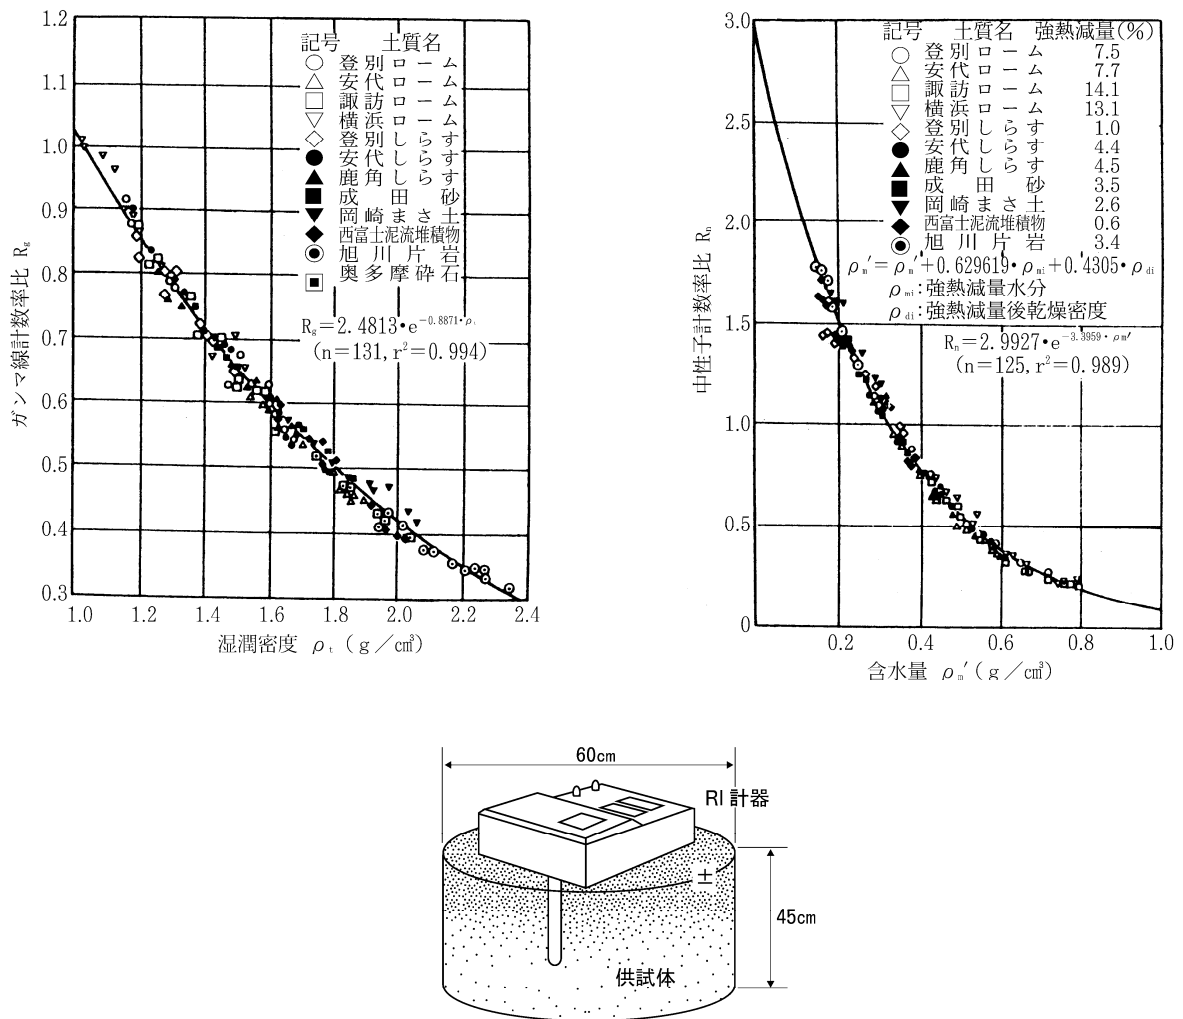 1.2
1.1
1.0
0.9
0.8
0.7
0.6
0.5
0.4
0.3
ガンマ線計数率比 Rg
記号 土質名
○ 登別ローム
△ 安代ローム
□ 諏訪ローム
▽ 横浜ローム
◇ 登別しらす
● 安代しらす
▲ 鹿角しらす
■ 成田砂
▼ 岡崎まさ土
◆ 西富士泥流堆積物
旭川片岩
奥多摩砕石
Rg=2.4813・e-0.8871・ρt
(n=131,r2=0.994)
1.0 1.2 1.4 1.6 1.8 2.0 2.2 2.4
湿潤密度 ρt(g/cm3)
3.0
2.5
2.0
1.5
1.0
0.5
0
中性子計数率比 Rn
記号 土質名 強熱減量(%)
○ 登別ローム 7.5
△ 安代ローム 7.7
□ 諏訪ローム 14.1
▽ 横浜ローム 13.1
◇ 登別しらす 1.0
● 安代しらす 4.4
▲ 鹿角しらす 4.5
■ 成田砂 3.5
▼ 岡崎まさ土 2.6
◆ 西富士泥流堆積物 0.6
旭川片岩 3.4
ρm'=ρm'+0.629619・ρmi+0.4305・ρdi
ρmi:強熱減量水分
ρdi:強熱減量後乾燥密度
Rn=2.9927・e-3.3959・ρm'
(n=125,r2=0.989)
0.2 0.4 0.6 0.8 1.0
含水量 ρm'(g/cm3)
60cm
RI計器
土
45cm
供試体